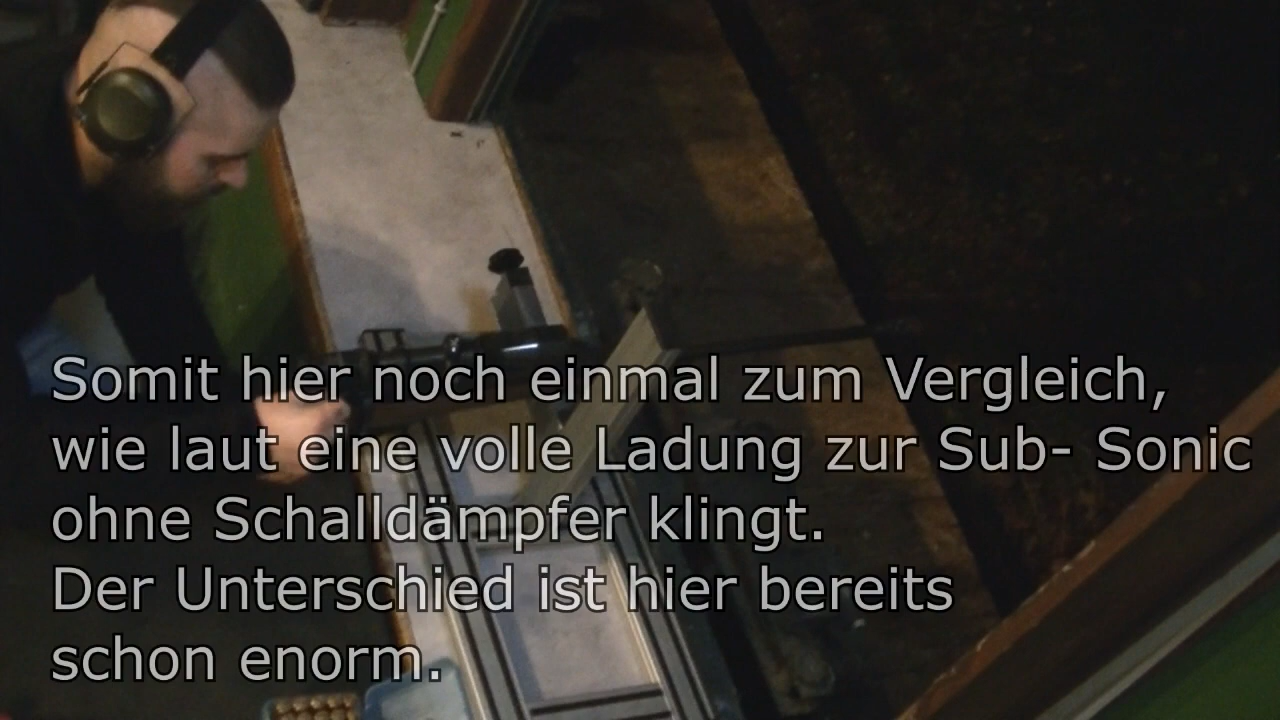 Somit hier noch einmal zum Vergleich,
wie laut eine volle Ladung zur Sub- Sonic
ohne Schalldämpfer klingt.
Der Unterschied ist hier bereits
schon enorm.